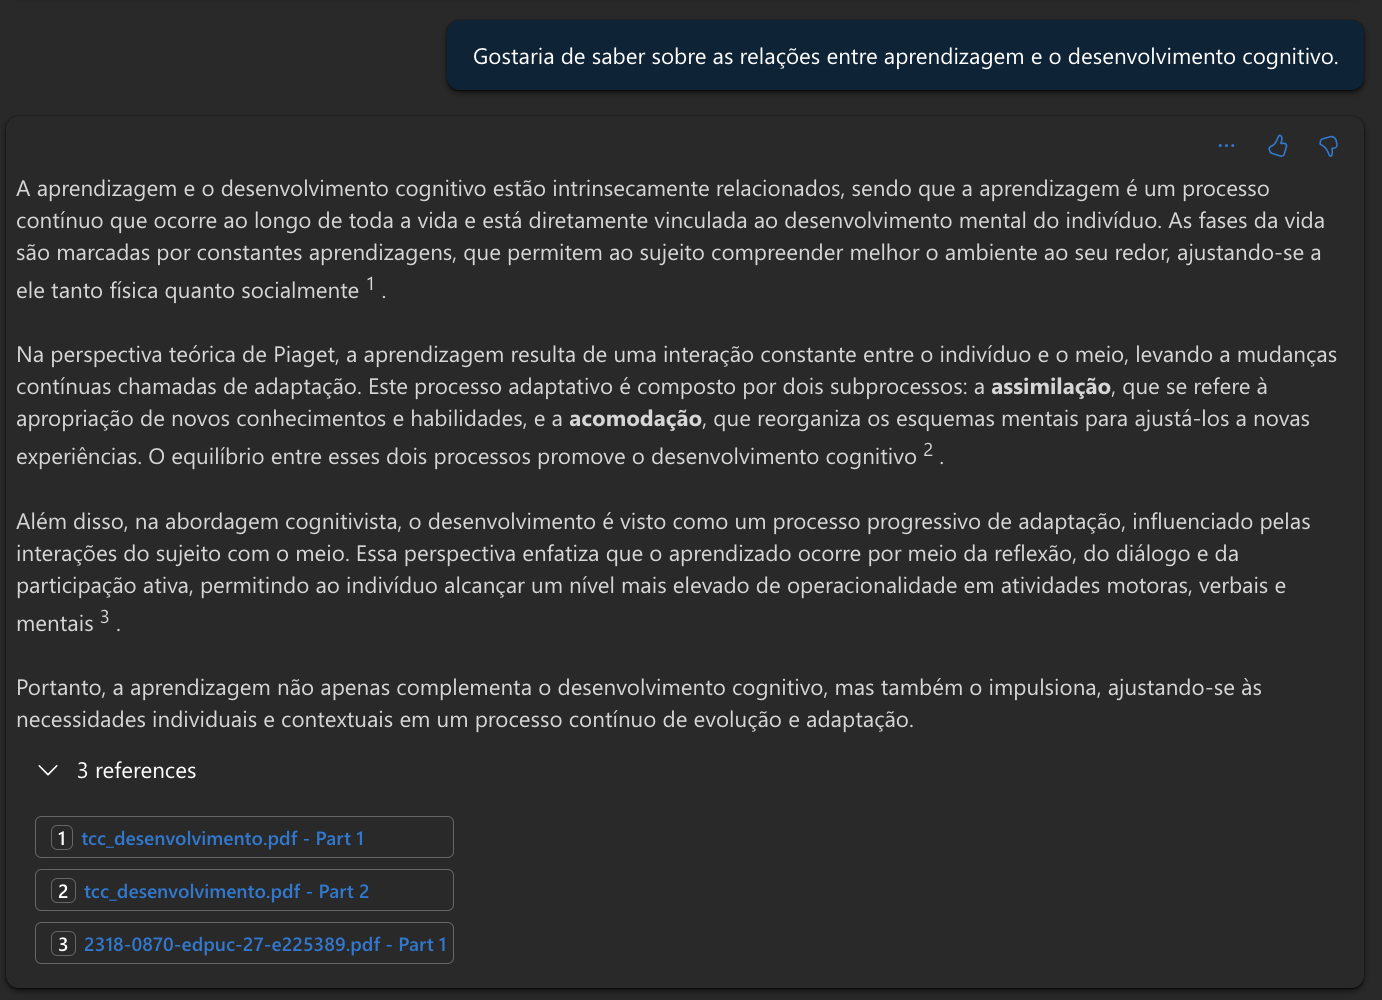 Gostaria de saber sobre as relações entre aprendizagem e o desenvolvimento cognitivo.
A aprendizagem e o desenvolvimento cognitivo estão intrinsecamente relacionados, sendo que a aprendizagem é um processo
contínuo que ocorre ao longo de toda a vida e está diretamente vinculada ao desenvolvimento mental do indivíduo. As fases da vida
são marcadas por constantes aprendizagens, que permitem ao sujeito compreender melhor o ambiente ao seu redor, ajustando-se a
ele tanto física quanto socialmente 1 .
Na perspectiva teórica de Piaget, a aprendizagem resulta de uma interação constante entre o indivíduo e o meio, levando a mudanças
contínuas chamadas de adaptação. Este processo adaptativo é composto por dois subprocessos: a assimilação, que se refere à
apropriação de novos conhecimentos e habilidades, e a acomodação, que reorganiza os esquemas mentais para ajustá-los a novas
experiências. O equilíbrio entre esses dois processos promove o desenvolvimento cognitivo 2 .
Além disso, na abordagem cognitivista, o desenvolvimento é visto como um processo progressivo de adaptação, influenciado pelas
interações do sujeito com o meio. Essa perspectiva enfatiza que o aprendizado ocorre por meio da reflexão, do diálogo e da
participação ativa, permitindo ao indivíduo alcançar um nível mais elevado de operacionalidade em atividades motoras, verbais e
mentais 3 .
Portanto, a aprendizagem não apenas complementa o desenvolvimento cognitivo, mas também o impulsiona, ajustando-se às
necessidades individuais e contextuais em um processo contínuo de evolução e adaptação.
3 references
1 tcc_desenvolvimento.pdf - Part 1
2 tcc_desenvolvimento.pdf - Part 2
3 2318-0870-edpuc-27-e225389.pdf - Part 1